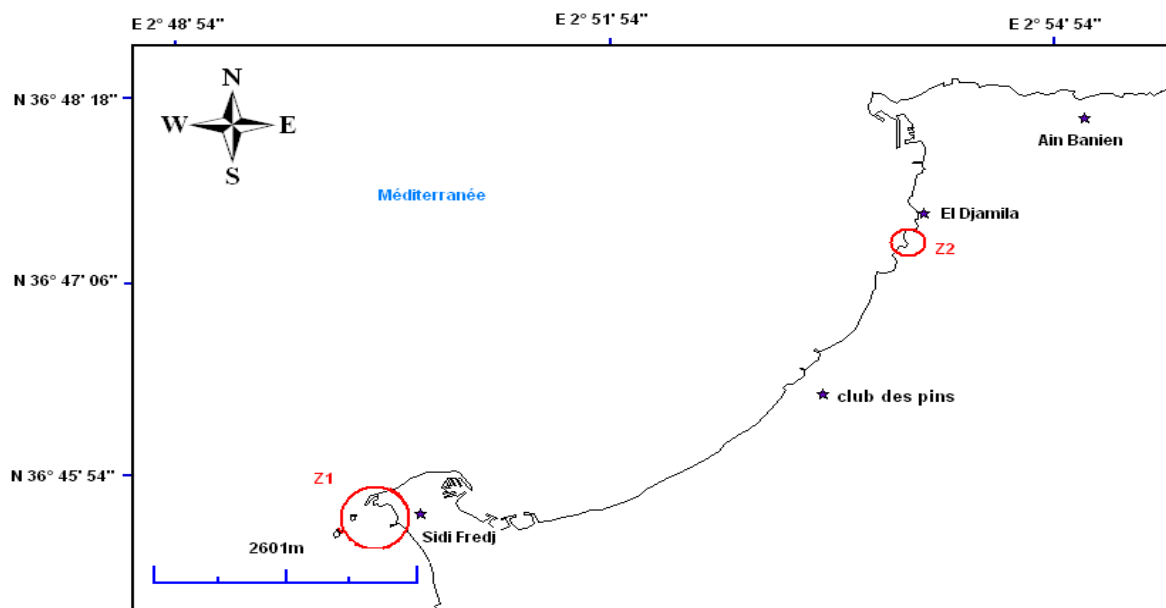 E 2° 48' 54"
E 2° 51' 54"
E 2° 54' 54"
N 36° 48' 18"
N
W E
S
Ain Banien
Méditerranée
El Djamila
Z2
N 36° 47' 06"
club des pins
N 36° 45' 54"
Z1
Sidi Fredj
2601m